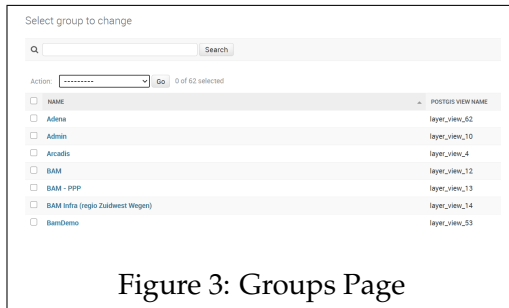 Select group to change
Search
Action: --------- Go 0 of 62 selected
NAME POSTGIS VIEW NAME
Adena layer_view_62
Admin layer_view_10
Arcadis layer_view_4
BAM layer_view_12
BAM - PPP layer_view_13
BAM Infra (regio Zuidwest Wegen) layer_view_14
BamDemo layer_view_53
Figure 3: Groups Page